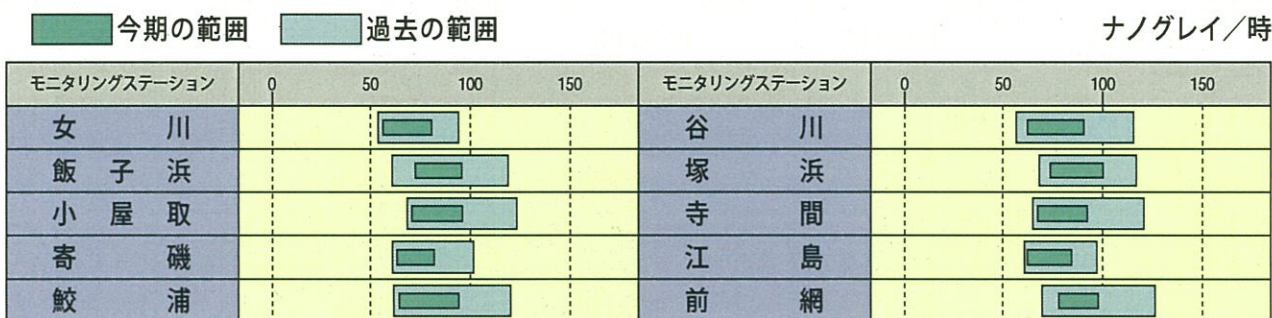 今期の範囲 過去の範囲 ナノグレイ／時
モニタリングステーション 0 50 100 150 モニタリングステーション 0 50 100 150
女川 谷川
飯子浜 塚浜
小屋取 寺間
寄磯 江島
鮫浦 前網